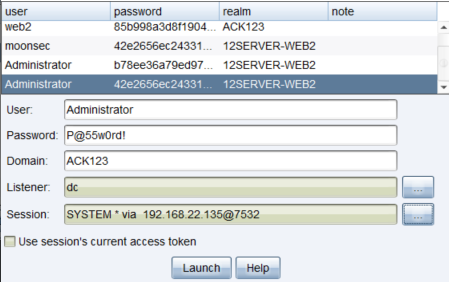 user password realm note
web2 85b998a3d8f1904... ACK123
moonsec 42e2656ec24331... 12SERVER-WEB2
Administrator b78ee36a79ed97... 12SERVER-WEB2
Administrator 42e2656ec24331... 12SERVER-WEB2
User: Administrator
Password: P@55w0rd!
Domain: ACK123
Listener: dc ...
Session: SYSTEM * via 192.168.22.135@7532 ...
Use session's current access token
Launch Help